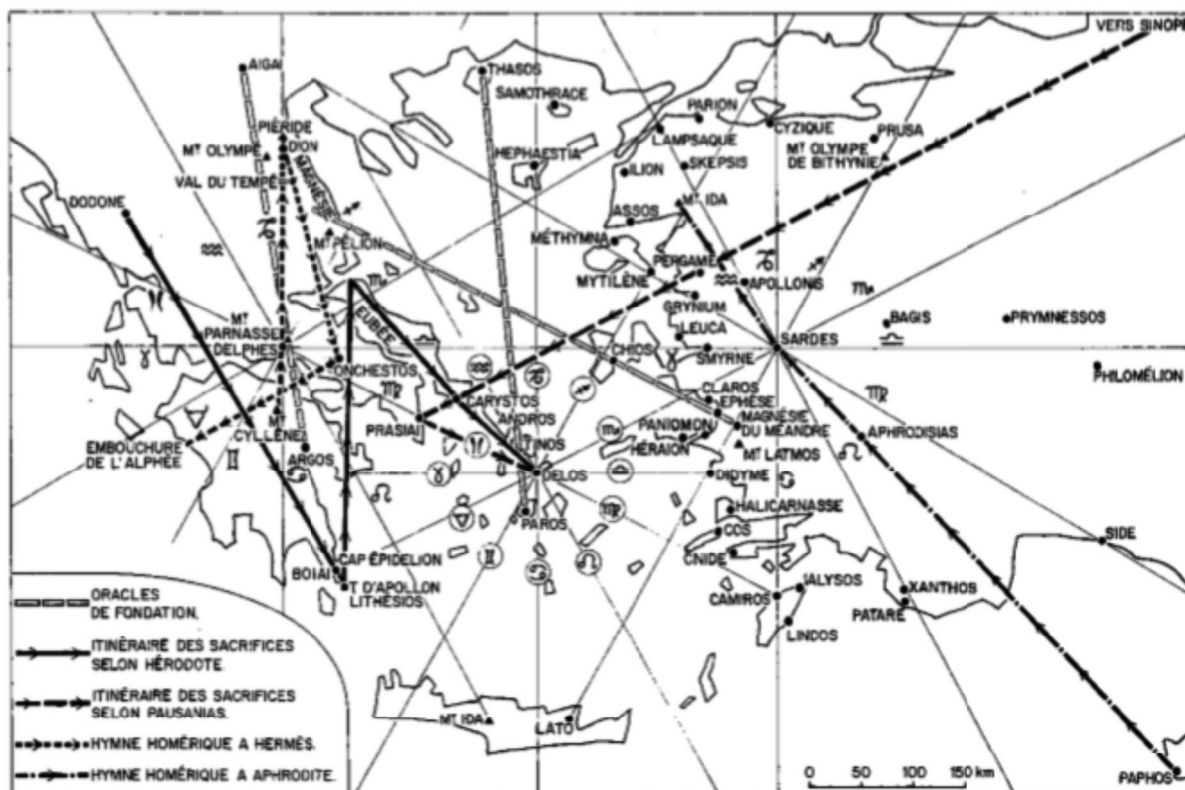 VERS SINOPE
AIGA
THASOS
SAMOTHRACE
PARION
LAMPSAQUE
CYZIQUE
PRUSA
MT OLYMPE
DE BITHYNIE
PIÉRIDE
DION
MT OLYMPE
VAL DU TEMPÉ
MAGNÉSIE
HEPHAESTIA
ILION
SKEPSIS
MT IDA
DODONE
ASSOS
MT PÉLION
MÉTHYMNA
PERGAME
MYTILÈNE
APOLLONIS
GRYNIUM
EUBÉE
MT
PARNASSE
DELPHES
LEUCA
SMYRNE
SARDES
BAGIS
PRYMNESSOS
CHIOS
PHILOMÉLION
ONCHESTOS
CARYSTOS
ANDROS
TINOS
PRASIAI
CLAROS
EPHÈSE
PANIOMON
HÉRAION
MAGNÉSIE
DU MÉANDRE
MT LATMOS
APHRODISIAS
MT
CYLLÈNE
EMBOUCHURE
DE L'ALPHÉE
ARGOS
DÉLOS
DIDYME
PAROS
HALICARNASSE
COS
CNIDE
SIDE
CAP ÉPIDELION
BOIAI
T. D'APOLLON
LITHÉSIOS
CAMIROS
IALYSOS
LINDOS
XANTHOS
PATARE
MT IDA
LATO
PAPHOS
ORACLES
DE FONDATION.
ITINÉRAIRE DES SACRIFICES
SELON HÉRODOTE.
ITINÉRAIRE DES SACRIFICES
SELON PAUSANIAS.
HYMNE HOMÉRIQUE A HERMÈS.
HYMNE HOMÉRIQUE A APHRODITE.
0 50 100 150 km